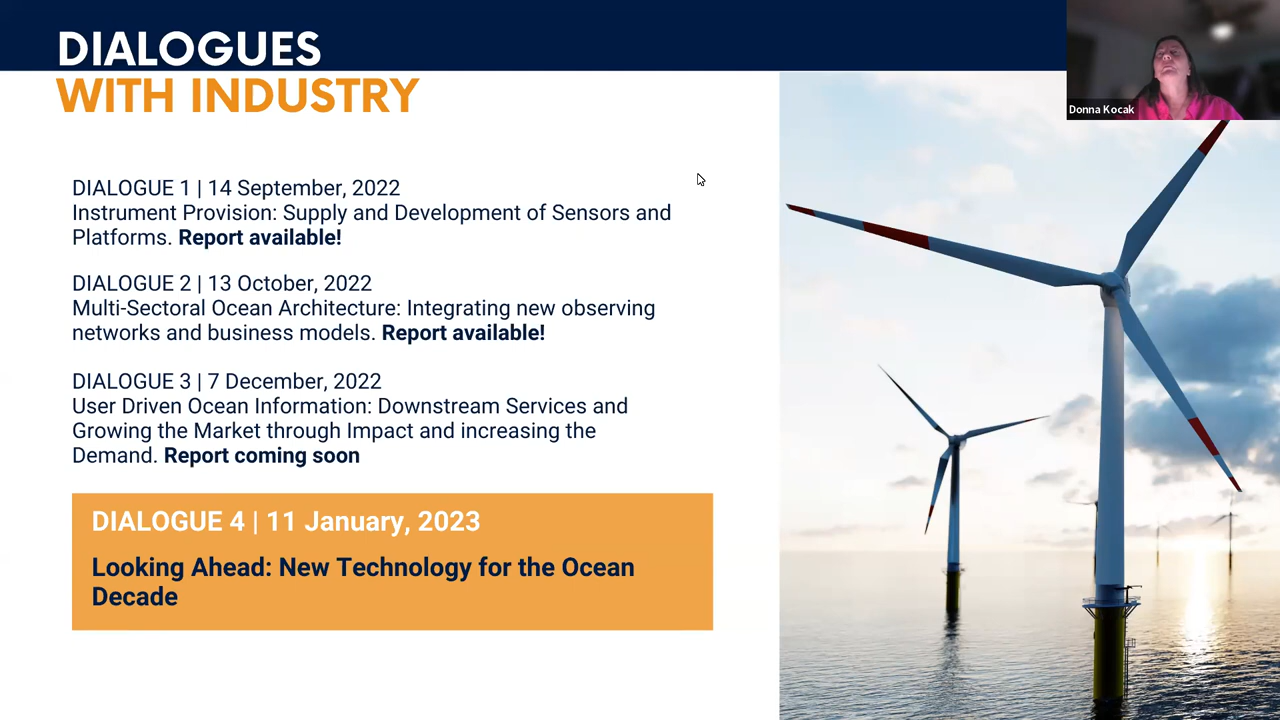 DIALOGUES
WITH INDUSTRY
Donna Kocak
DIALOGUE 1 | 14 September, 2022
Instrument Provision: Supply and Development of Sensors and
Platforms. Report available!
DIALOGUE 2 | 13 October, 2022
Multi-Sectoral Ocean Architecture: Integrating new observing
networks and business models. Report available!
DIALOGUE 3 | 7 December, 2022
User Driven Ocean Information: Downstream Services and
Growing the Market through Impact and increasing the
Demand. Report coming soon
DIALOGUE 4 | 11 January, 2023
Looking Ahead: New Technology for the Ocean
Decade